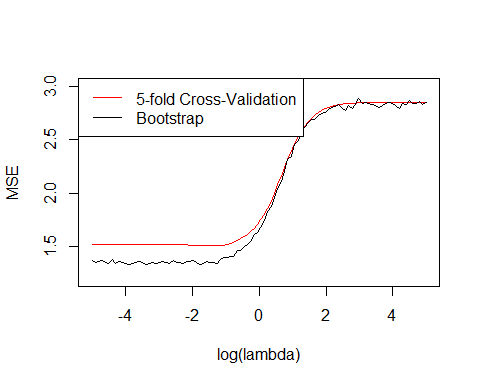 5-fold Cross-Validation
Bootstrap
MSE
3.0
2.5
2.0
1.5
-4 -2 0 2 4
log(lambda)